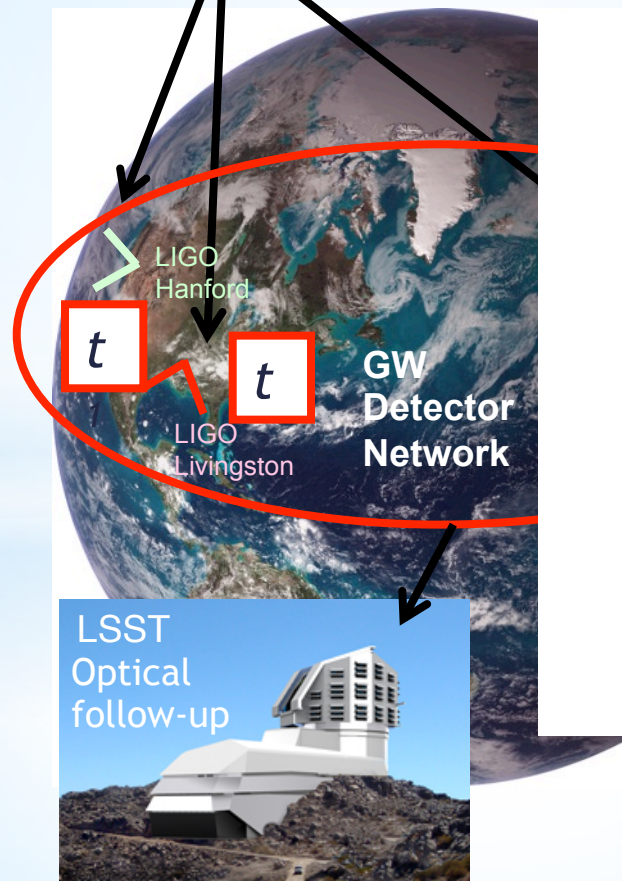 LIGO
Hanford
t
t
GW
Detector
Network
LIGO
Livingston
LSST
Optical
follow-up